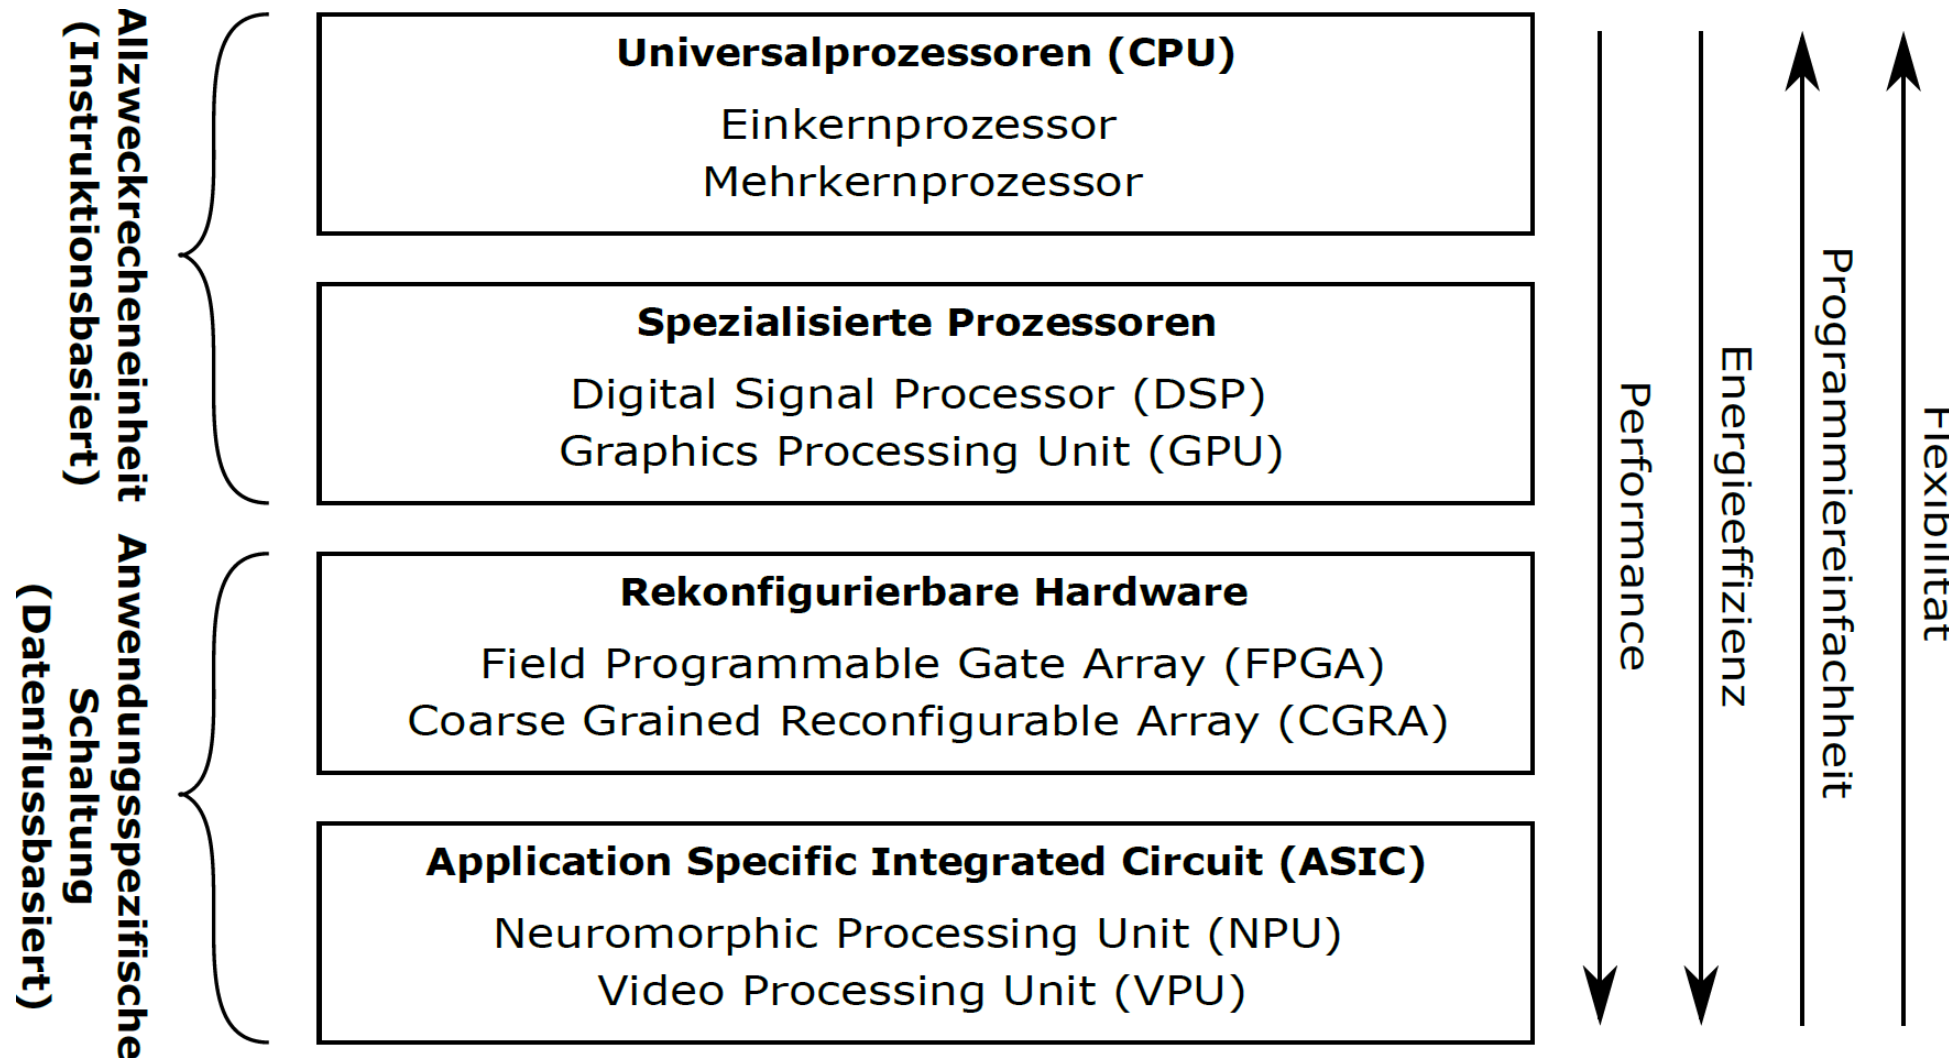 Allzweckrecheneinheit
(Instruktionsbasiert)
Universalprozessoren (CPU)
Einkernprozessor
Mehrkernprozessor
Spezialisierte Prozessoren
Digital Signal Processor (DSP)
Graphics Processing Unit (GPU)
Anwendungsspezifische
Schaltung
(Datenflussbasiert)
Rekonfigurierbare Hardware
Field Programmable Gate Array (FPGA)
Coarse Grained Reconfigurable Array (CGRA)
Application Specific Integrated Circuit (ASIC)
Neuromorphic Processing Unit (NPU)
Video Processing Unit (VPU)
Performance
Energieeffizienz
Programmiereinfachheit
Flexibilität